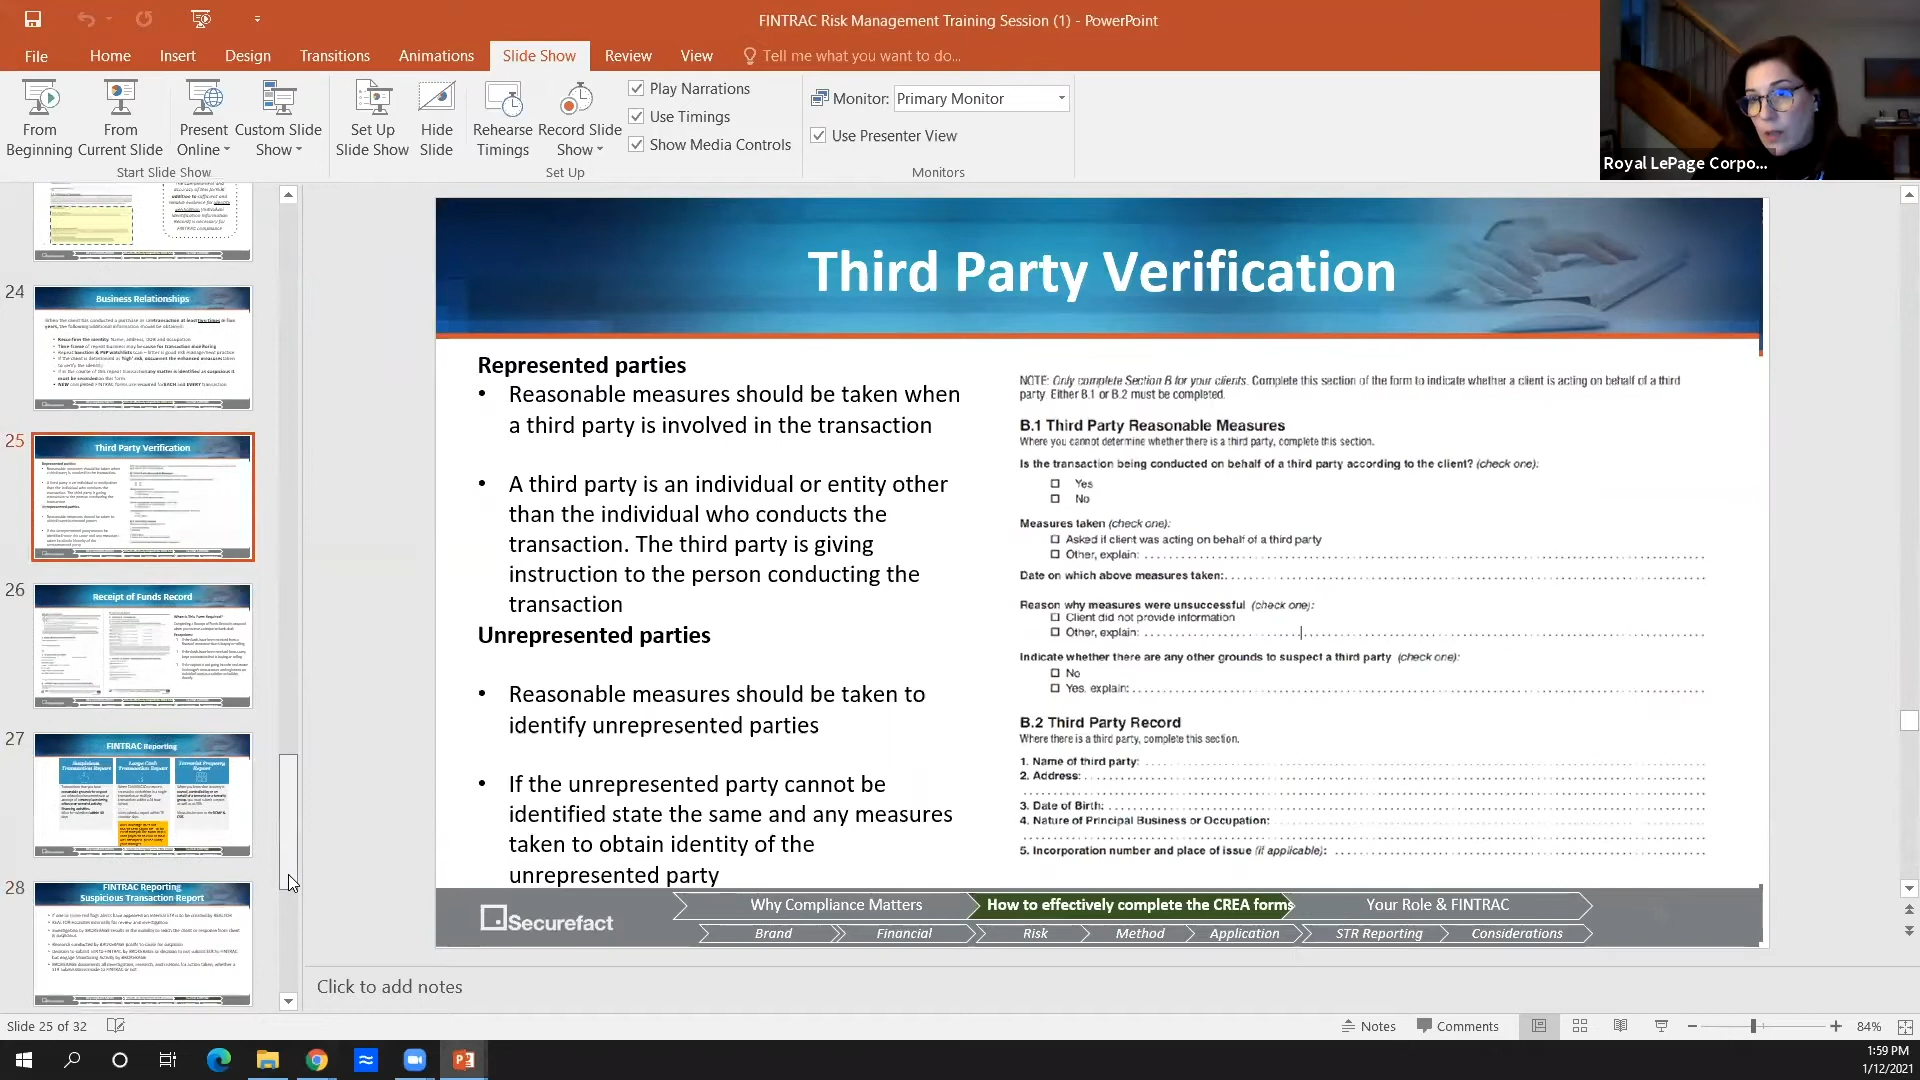 FINTRAC Risk Management Training Session (1) - PowerPoint
File Home Insert Design Transitions Animations Slide Show Review View Tell me what you want to do...
From Beginning
From Current Slide
Present Online
Custom Slide Show
Start Slide Show
Set Up Slide Show
Hide Slide
Rehearse Timings
Record Slide Show
Play Narrations
Use Timings
Show Media Controls
Set Up
Monitor: Primary Monitor
Use Presenter View
Monitors
Royal LePage Corpo...
24
Business Relationships
25
Third Party Verification
26
Receipt of Funds Record
27
FINTRAC Reporting
28
FINTRAC Reporting
Suspicious Transaction Report
Third Party Verification
Represented parties
• Reasonable measures should be taken when
a third party is involved in the transaction
• A third party is an individual or entity other
than the individual who conducts the
transaction. The third party is giving
instruction to the person conducting the
transaction
Unrepresented parties
• Reasonable measures should be taken to
identify unrepresented parties
• If the unrepresented party cannot be
identified state the same and any measures
taken to obtain identity of the
unrepresented party
NOTE: Only complete Section B for your clients. Complete this section of the form to indicate whether a client is acting on behalf of a third
party. Either B.1 or B.2 must be completed.
B.1 Third Party Reasonable Measures
Where you cannot determine whether there is a third party, complete this section.
Is the transaction being conducted on behalf of a third party according to the client? (check one):
Yes
No
Measures taken (check one):
Asked if client was acting on behalf of a third party
Other, explain:
Date on which above measures taken:
Reason why measures were unsuccessful (check one):
Client did not provide information
Other, explain:
Indicate whether there are any other grounds to suspect a third party (check one):
No
Yes, explain:
B.2 Third Party Record
Where there is a third party, complete this section.
1. Name of third party:
2. Address:
3. Date of Birth:
4. Nature of Principal Business or Occupation:
5. Incorporation number and place of issue (if applicable):
Securefact
Why Compliance Matters How to effectively complete the CREA forms Your Role & FINTRAC
Brand Financial Risk Method Application STR Reporting Considerations
Click to add notes
Slide 25 of 32
Notes Comments 84%
1:59 PM
1/12/2021